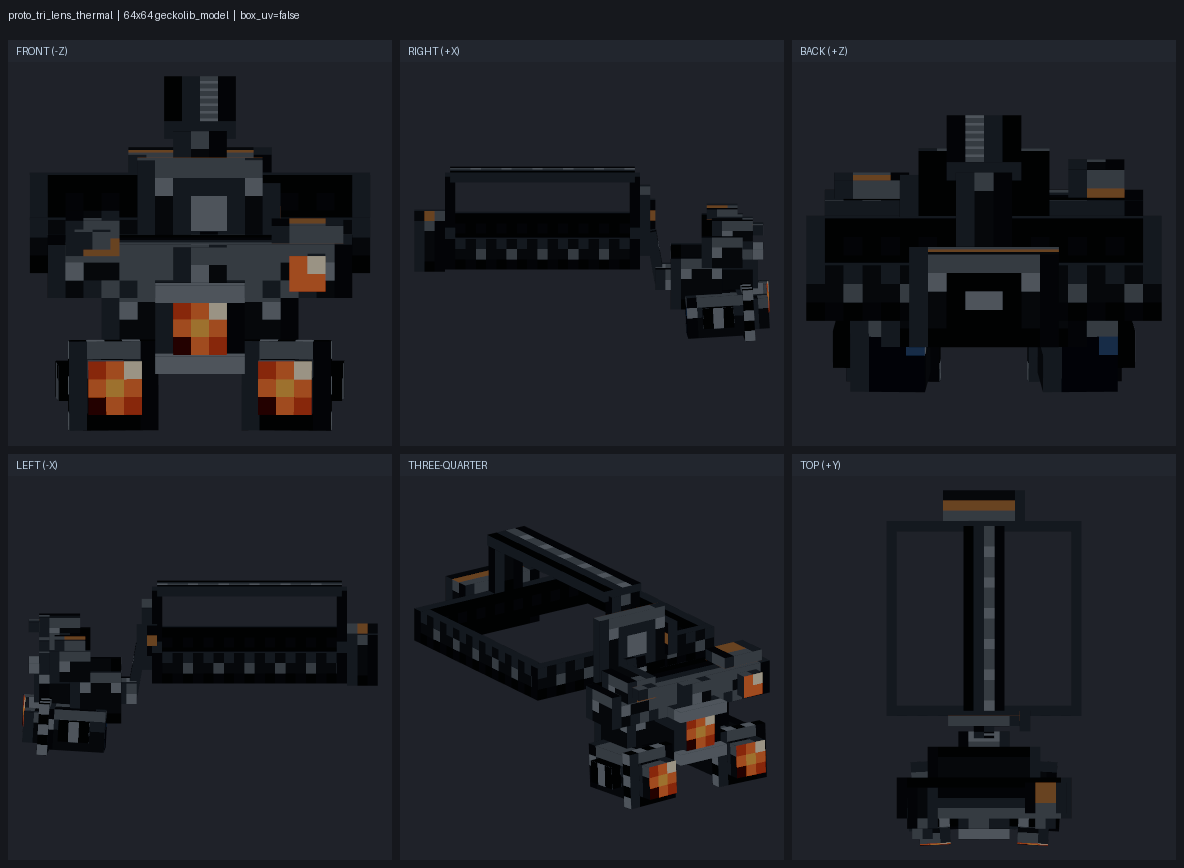 proto_tri_lens_thermal | 64x64 geckolib_model | box_uv=false
FRONT (-Z)
RIGHT (+X)
BACK (+Z)
LEFT (-X)
THREE-QUARTER
TOP (+Y)